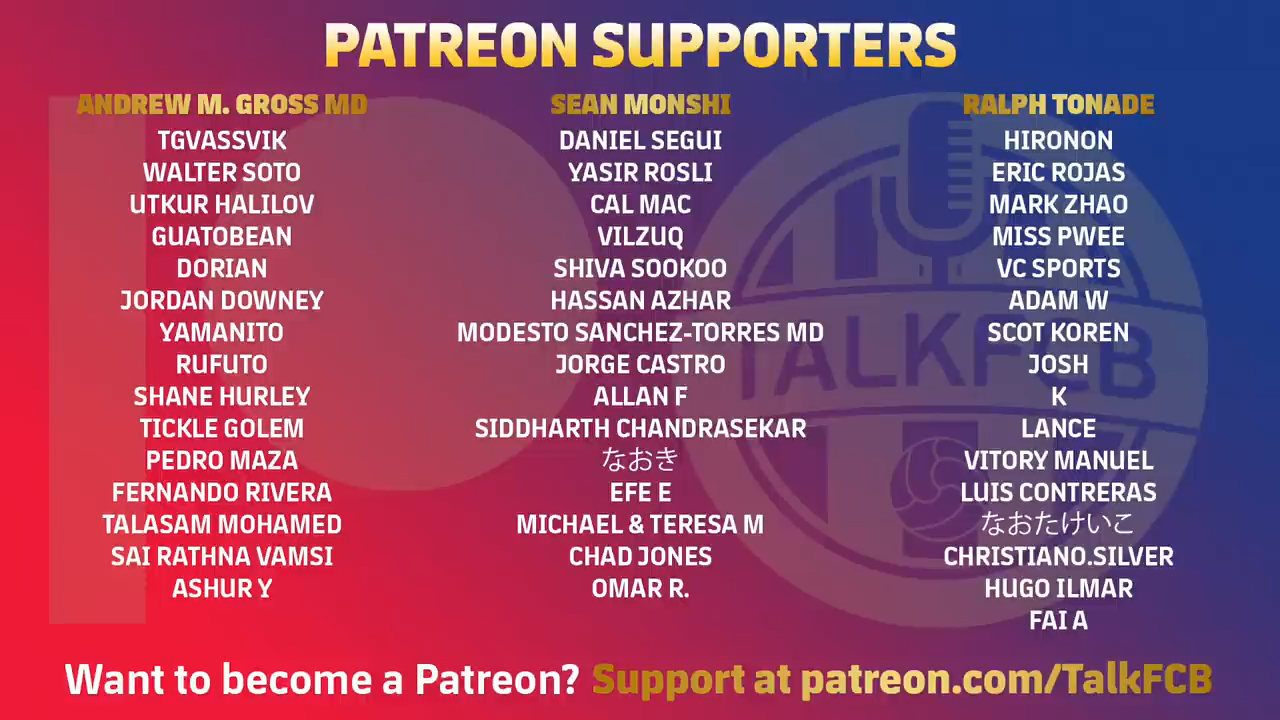 PATREON SUPPORTERS
ANDREW M. GROSS MD
TGVASSVIK
WALTER SOTO
UTKUR HALILOV
GUATOBEAN
DORIAN
JORDAN DOWNEY
YAMANITO
RUFUTO
SHANE HURLEY
TICKLE GOLEM
PEDRO MAZA
FERNANDO RIVERA
TALASAM MOHAMED
SAI RATHNA VAMSI
ASHUR Y
SEAN MONSHI
DANIEL SEGUI
YASIR ROSLI
CAL MAC
VILZUQ
SHIVA SOOKOO
HASSAN AZHAR
MODESTO SANCHEZ-TORRES MD
JORGE CASTRO
ALLAN F
SIDDHARTH CHANDRASEKAR
なおき
EFE E
MICHAEL & TERESA M
CHAD JONES
OMAR R.
RALPH TONADE
HIRONON
ERIC ROJAS
MARK ZHAO
MISS PWEE
VC SPORTS
ADAM W
SCOT KOREN
JOSH
K
LANCE
VITORY MANUEL
LUIS CONTRERAS
なおたけいこ
CHRISTIANO.SILVER
HUGO ILMAR
FAI A
TALKFCB
Want to become a Patreon? Support at patreon.com/TalkFCB